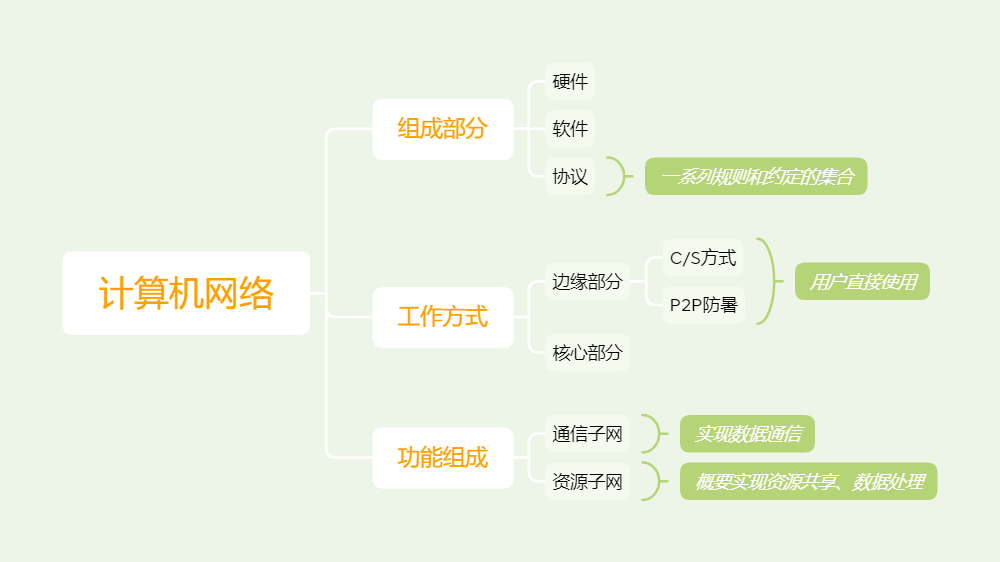 计算机网络
组成部分
硬件
软件
协议
一系列规则和约定的集合
工作方式
边缘部分
C/S方式
P2P防暑
用户直接使用
核心部分
功能组成
通信子网
实现数据通信
资源子网
概要实现资源共享、数据处理